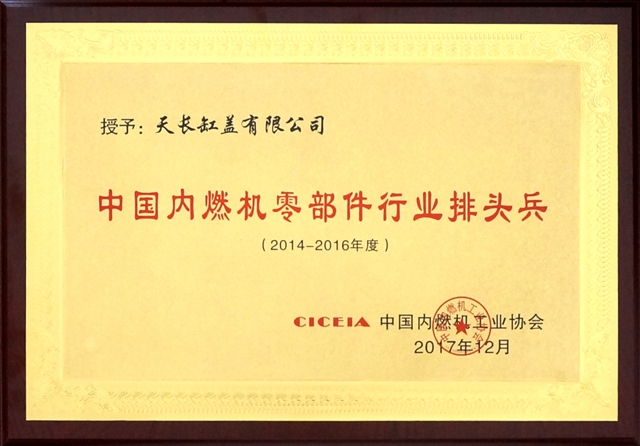 授予：天长缸盖有限公司
中国内燃机零部件行业排头兵
（2014-2016年度）
CICEIA 中国内燃机工业协会
2017年12月